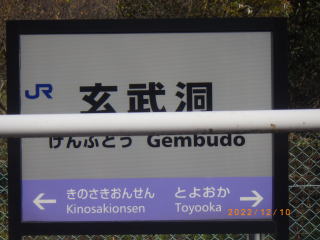 JR
玄武洞
げんぶどう Gembudo
← きのさきおんせん とよおか →
Kinosakionsen Toyooka
2022/12/10